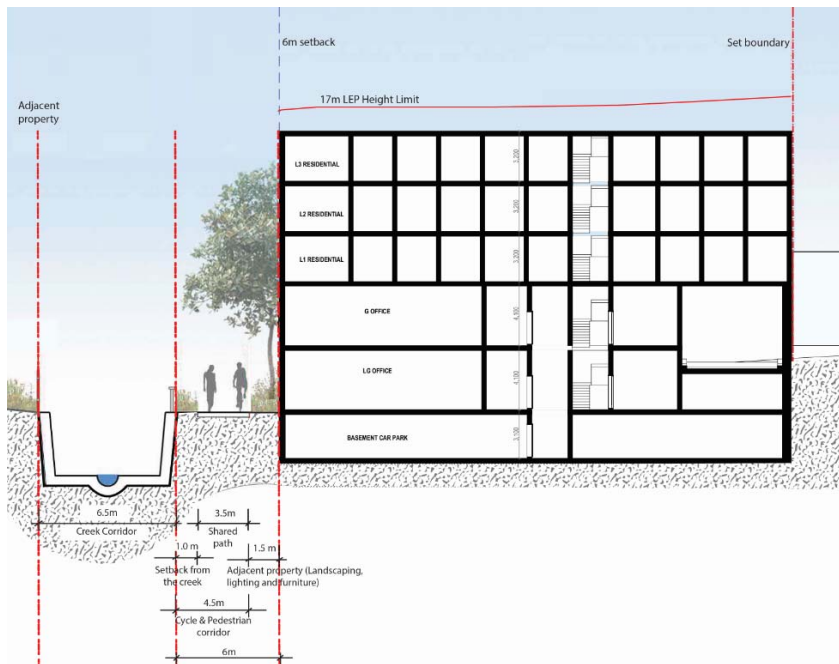 6m setback
Set boundary
17m LEP Height Limit
Adjacent
property
L3 RESIDENTIAL
3,200
L2 RESIDENTIAL
3,200
L1 RESIDENTIAL
3,200
G OFFICE
LG OFFICE
4,100
BASEMENT CAR PARK
3,100
6.5m
Creek Corridor
3.5m
Shared
path
1.0 m
Setback from
the creek
1.5 m
Adjacent property (Landscaping,
lighting and furniture)
4.5m
Cycle & Pedestrian
corridor
6m